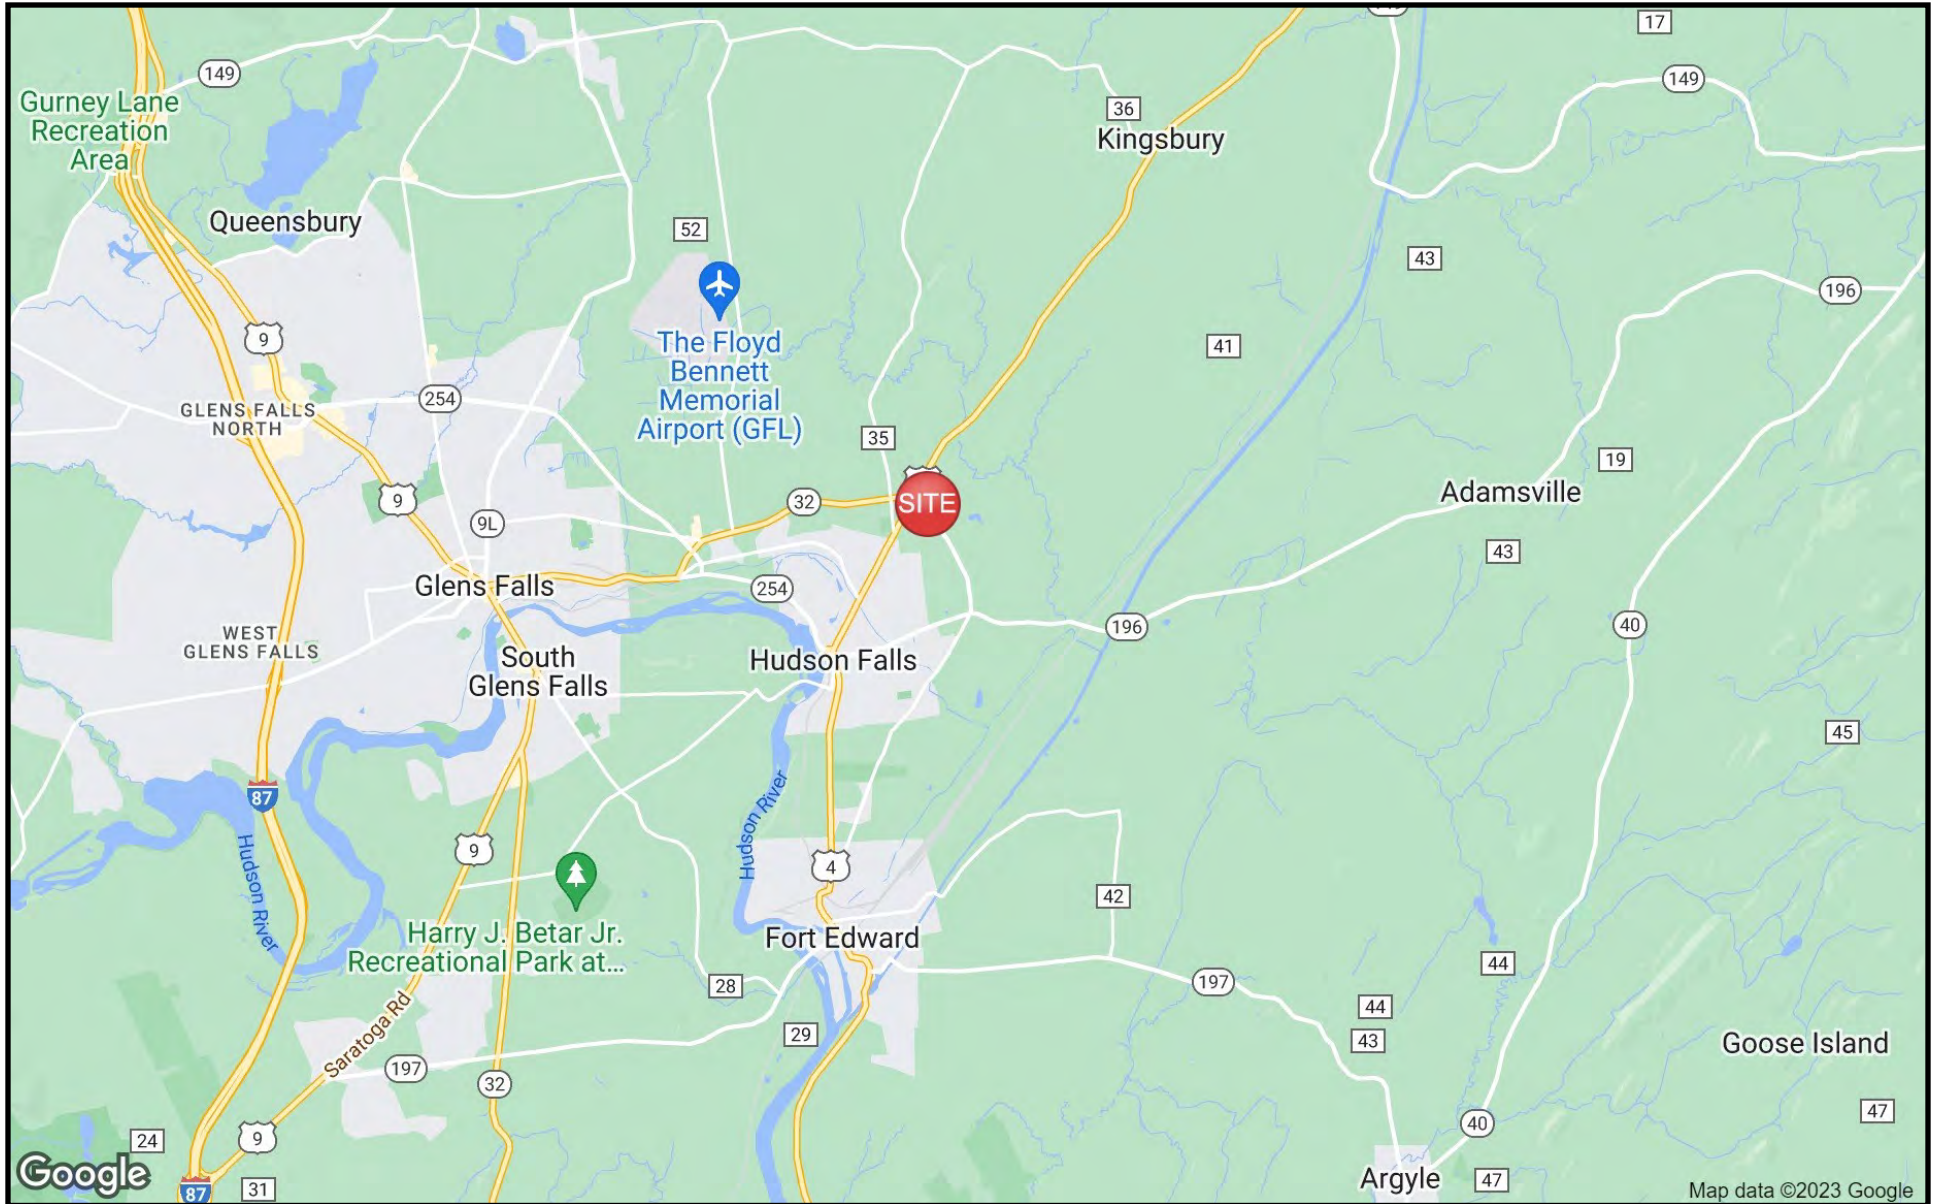 17
149
149
Gurney Lane
Recreation
Area
36
Kingsbury
Queensbury
52
43
196
The Floyd
Bennett
Memorial
Airport (GFL)
9
41
254
GLENS FALLS
NORTH
35
19
9
32
SITE
Adamsville
9L
43
Glens Falls
254
WEST
GLENS FALLS
196
40
South
Glens Falls
Hudson Falls
45
87
Hudson River
Hudson River
9
4
42
Harry J. Betar Jr.
Recreational Park at...
Fort Edward
44
28
197
44
29
43
Goose Island
Saratoga Rd
197
32
47
40
24
9
Google
87
31
Argyle
47
Map data ©2023 Google